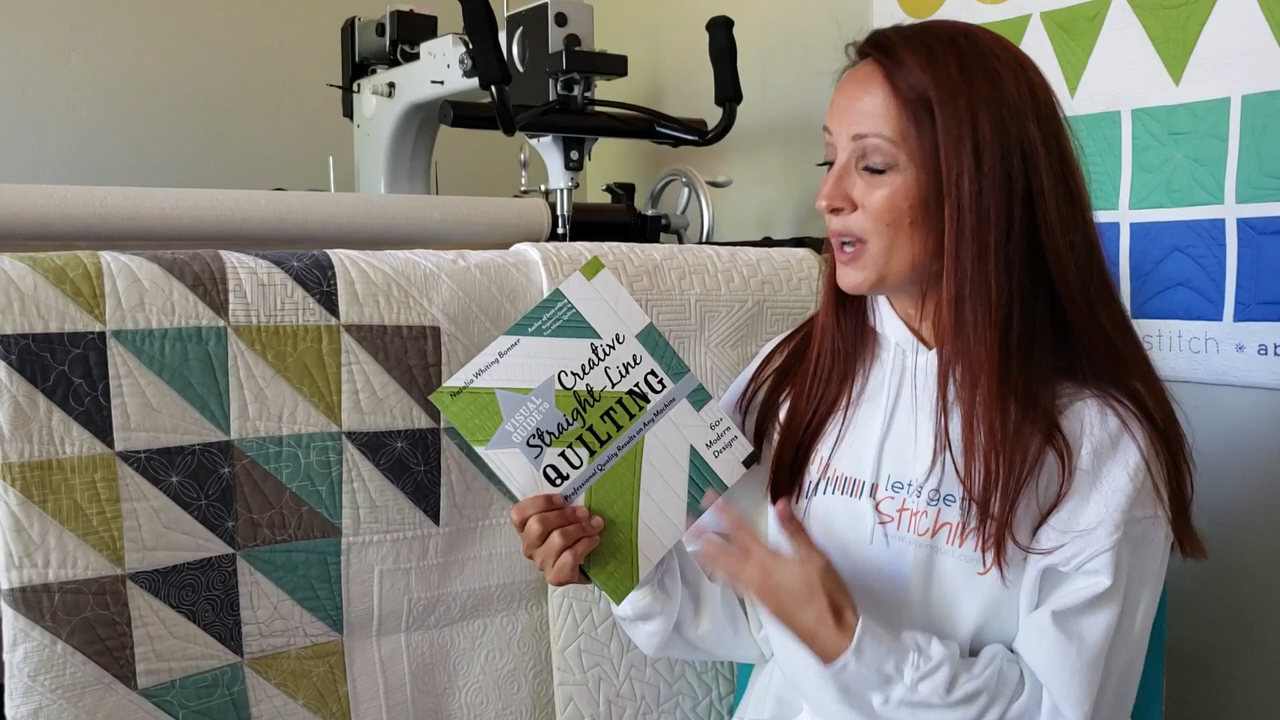 Natalia Whiting Bonner
VISUAL
GUIDE TO
Creative
Straight-Line
QUILTING
Professional Quality Results on Any Machine
60+
Modern
Designs
let's get
Stitching
stitch * ab